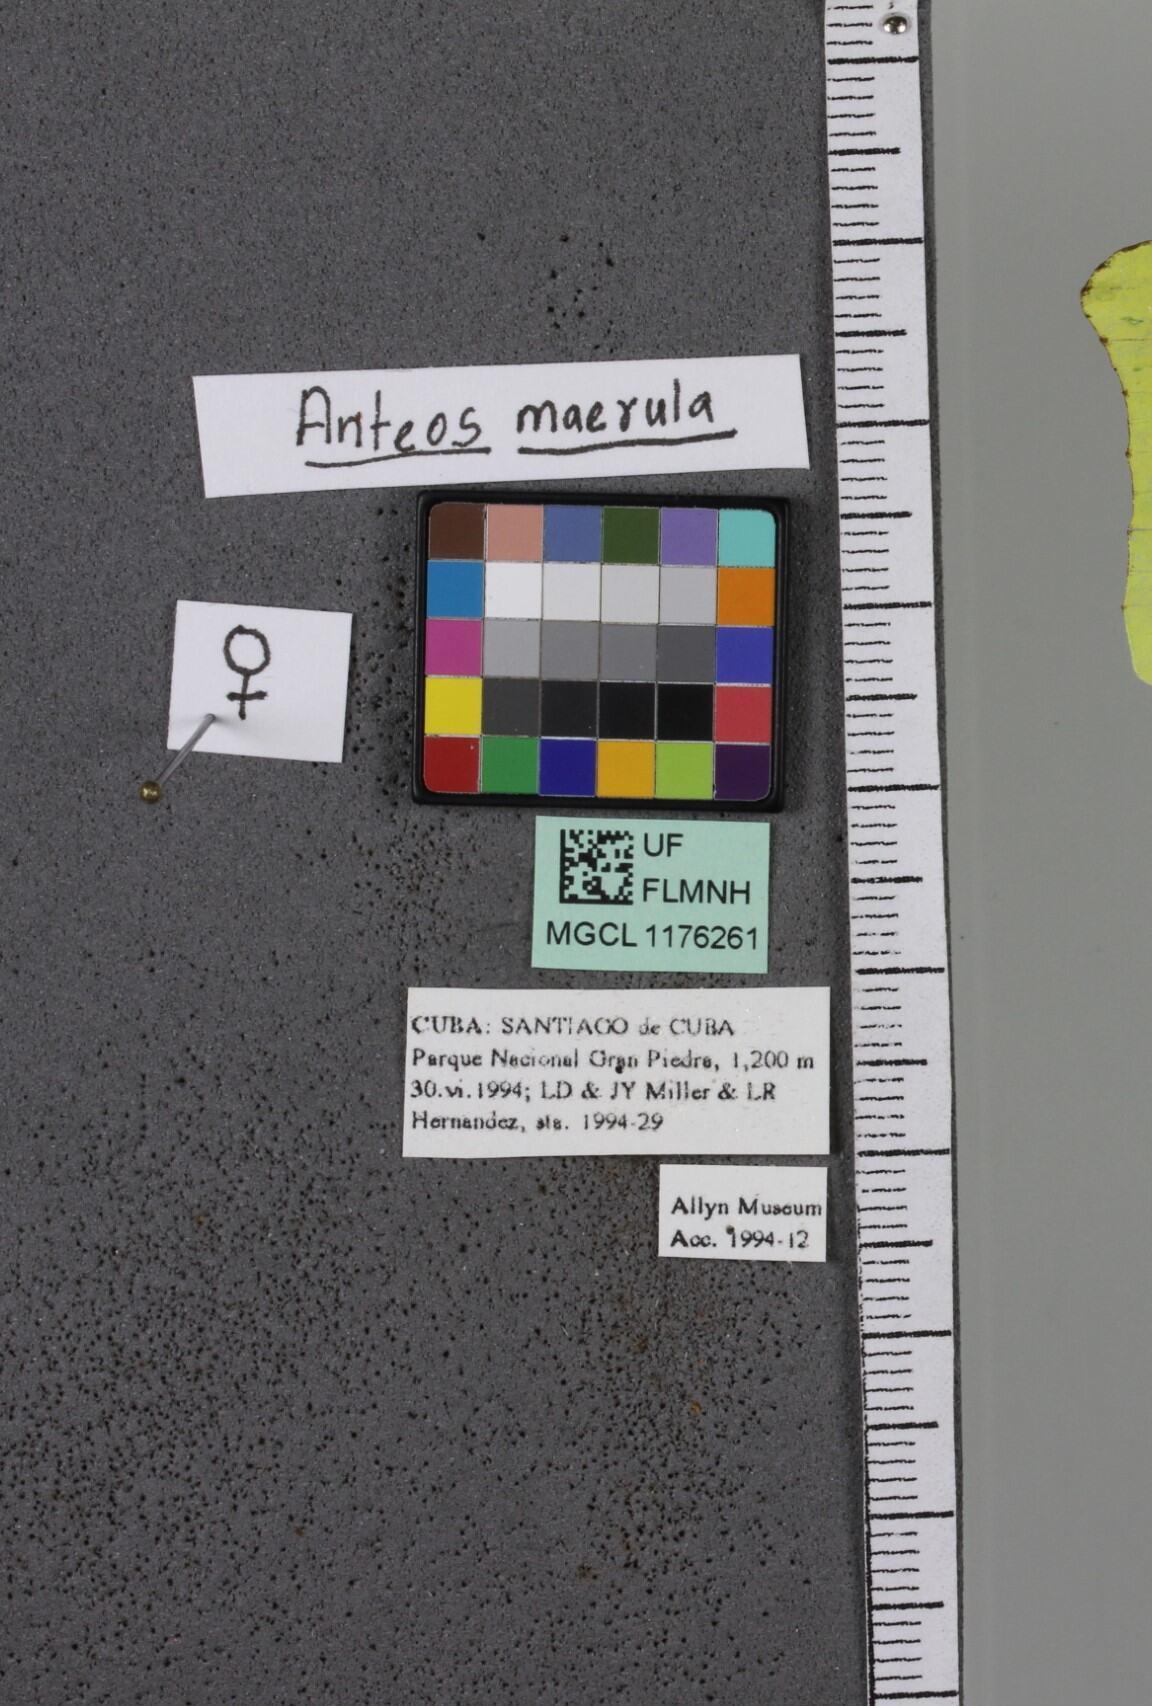 Anteos maerula
♀
UF
FLMNH
MGCL 1176261
CUBA: SANTIAGO de CUBA
Parque Nacional Gran Piedra, 1,200 m
30.vi.1994; LD & JY Miller & LR
Hernandez, sta. 1994-29
Allyn Museum
Acc. 1994-12